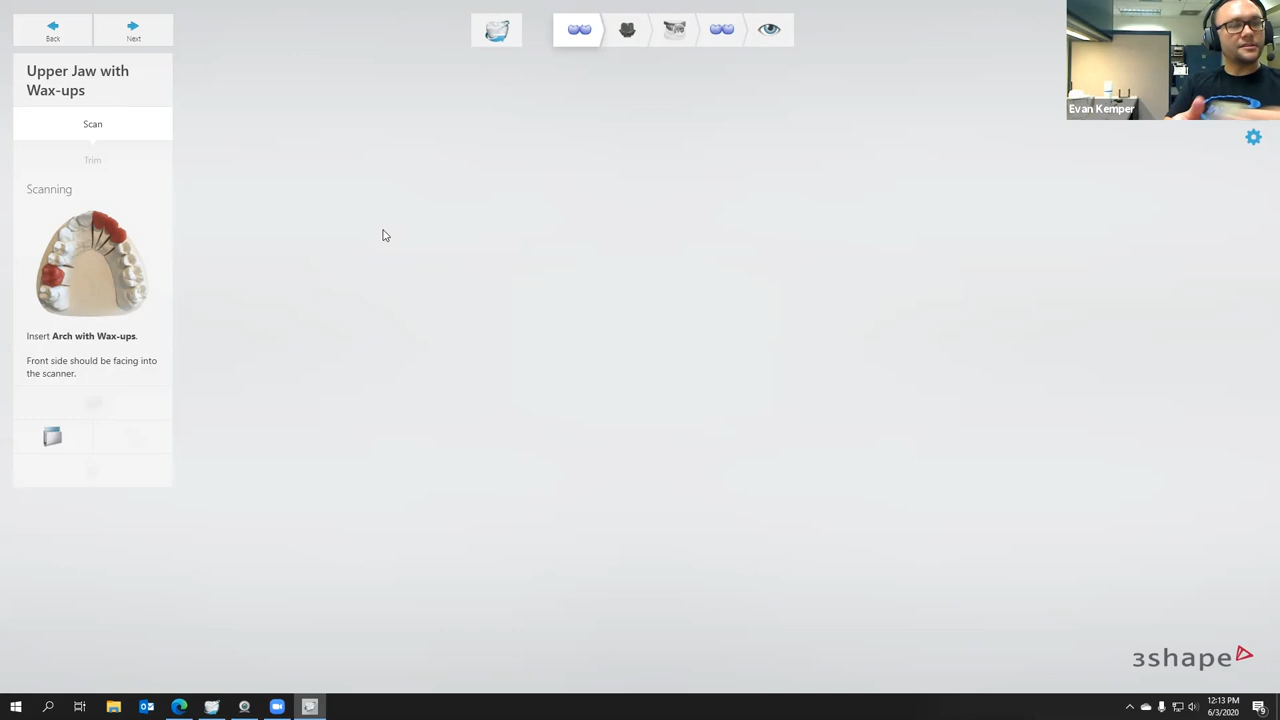 Back
Next
Upper Jaw with
Wax-ups
Scan
Trim
Scanning
Insert Arch with Wax-ups.
Front side should be facing into
the scanner.
Evan Kemper
3shape
12:13 PM
6/3/2020